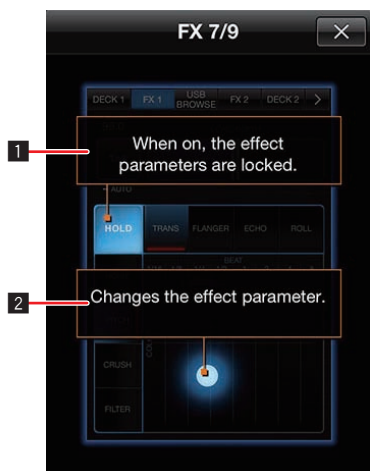 FX 7/9
DECK 1 FX 1 USB BROWSE FX 2 DECK 2 >
1
When on, the effect
parameters are locked.
AUTO
HOLD TRANS FLANGER ECHO ROLL
BEAT
2
Changes the effect parameter.
CRUSH
FILTER